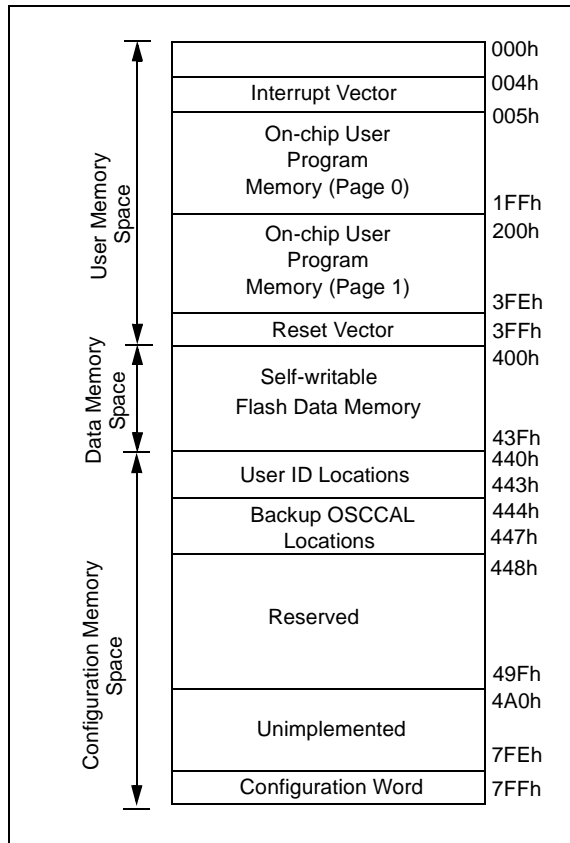 000h
004h
Interrupt Vector
005h
On-chip User
Program
Memory (Page 0)
1FFh
200h
On-chip User
Program
Memory (Page 1)
3FEh
Reset Vector
3FFh
User Memory
Space
400h
Self-writable
Flash Data Memory
43Fh
Data Memory
Space
440h
User ID Locations
443h
444h
Backup OSCCAL
Locations
447h
448h
Reserved
49Fh
4A0h
Unimplemented
7FEh
Configuration Word
7FFh
Configuration Memory
Space